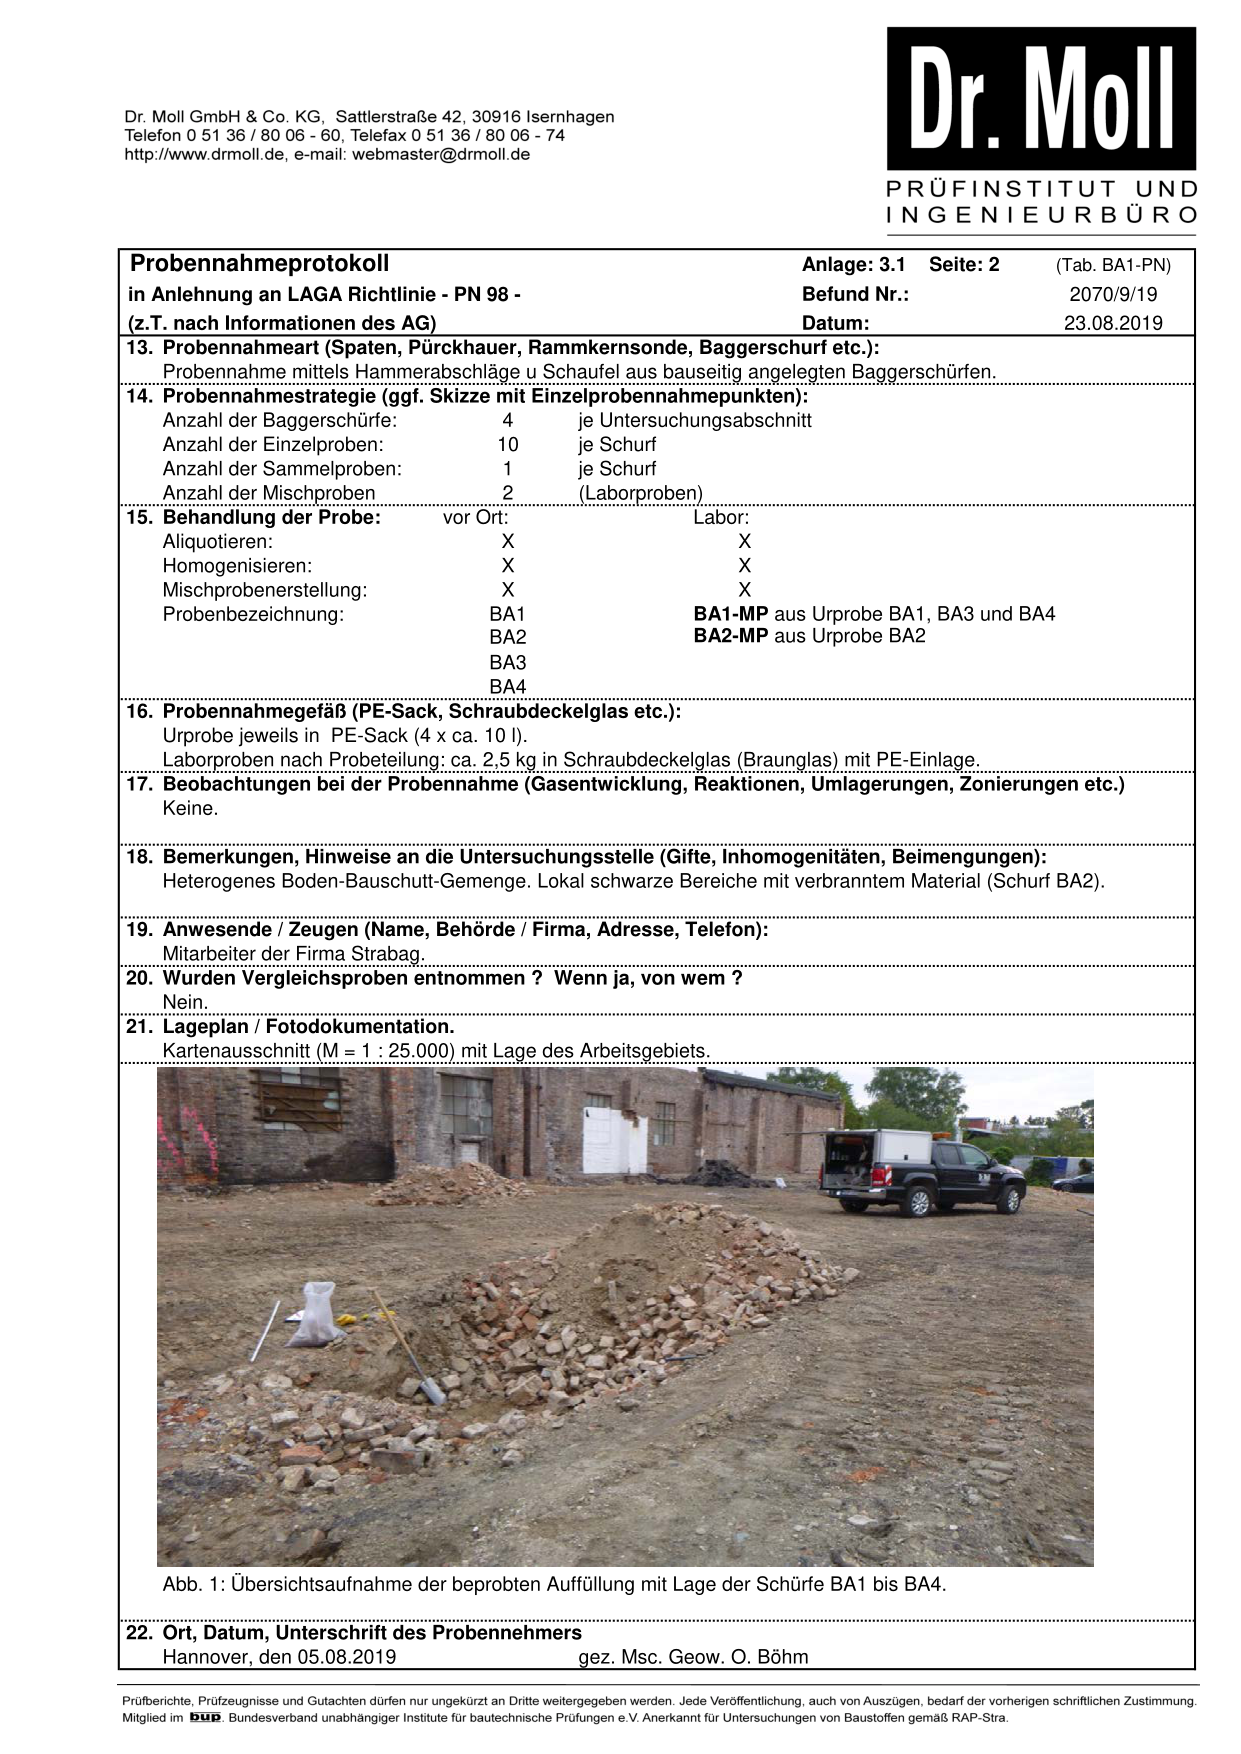 Dr. Moll GmbH & Co. KG, Sattlerstraße 42, 30916 Isernhagen
Telefon 0 51 36 / 80 06 - 60, Telefax 0 51 36 / 80 06 - 74
http://www.drmoll.de, e-mail: webmaster@drmoll.de
Dr. Moll
PRÜFINSTITUT UND
INGENIEURBÜRO
Probennahmeprotokoll Anlage: 3.1 Seite: 2 (Tab. BA1-PN)
in Anlehnung an LAGA Richtlinie - PN 98 - Befund Nr.: 2070/9/19
(z.T. nach Informationen des AG) Datum: 23.08.2019
13. Probennahmeart (Spaten, Pürckhauer, Rammkernsonde, Baggerschurf etc.):
Probennahme mittels Hammerabschläge u Schaufel aus bauseitig angelegten Baggerschürfen.
14. Probennahmestrategie (ggf. Skizze mit Einzelprobennahmepunkten):
Anzahl der Baggerschürfe: 4 je Untersuchungsabschnitt
Anzahl der Einzelproben: 10 je Schurf
Anzahl der Sammelproben: 1 je Schurf
Anzahl der Mischproben 2 (Laborproben)
15. Behandlung der Probe: vor Ort: Labor:
Aliquotieren: X X
Homogenisieren: X X
Mischprobenerstellung: X X
Probenbezeichnung: BA1 BA1-MP aus Urprobe BA1, BA3 und BA4
BA2 BA2-MP aus Urprobe BA2
BA3
BA4
16. Probennahmegefäß (PE-Sack, Schraubdeckelglas etc.):
Urprobe jeweils in PE-Sack (4 x ca. 10 l).
Laborproben nach Probeteilung: ca. 2,5 kg in Schraubdeckelglas (Braunglas) mit PE-Einlage.
17. Beobachtungen bei der Probennahme (Gasentwicklung, Reaktionen, Umlagerungen, Zonierungen etc.)
Keine.
18. Bemerkungen, Hinweise an die Untersuchungsstelle (Gifte, Inhomogenitäten, Beimengungen):
Heterogenes Boden-Bauschutt-Gemenge. Lokal schwarze Bereiche mit verbranntem Material (Schurf BA2).
19. Anwesende / Zeugen (Name, Behörde / Firma, Adresse, Telefon):
Mitarbeiter der Firma Strabag.
20. Wurden Vergleichsproben entnommen ? Wenn ja, von wem ?
Nein.
21. Lageplan / Fotodokumentation.
Kartenausschnitt (M = 1 : 25.000) mit Lage des Arbeitsgebiets.
Abb. 1: Übersichtsaufnahme der beprobten Auffüllung mit Lage der Schürfe BA1 bis BA4.
22. Ort, Datum, Unterschrift des Probennehmers
Hannover, den 05.08.2019 gez. Msc. Geow. O. Böhm
Prüfberichte, Prüfzeugnisse und Gutachten dürfen nur ungekürzt an Dritte weitergegeben werden. Jede Veröffentlichung, auch von Auszügen, bedarf der vorherigen schriftlichen Zustimmung.
Mitglied im bup. Bundesverband unabhängiger Institute für bautechnische Prüfungen e.V. Anerkannt für Untersuchungen von Baustoffen gemäß RAP-Stra.